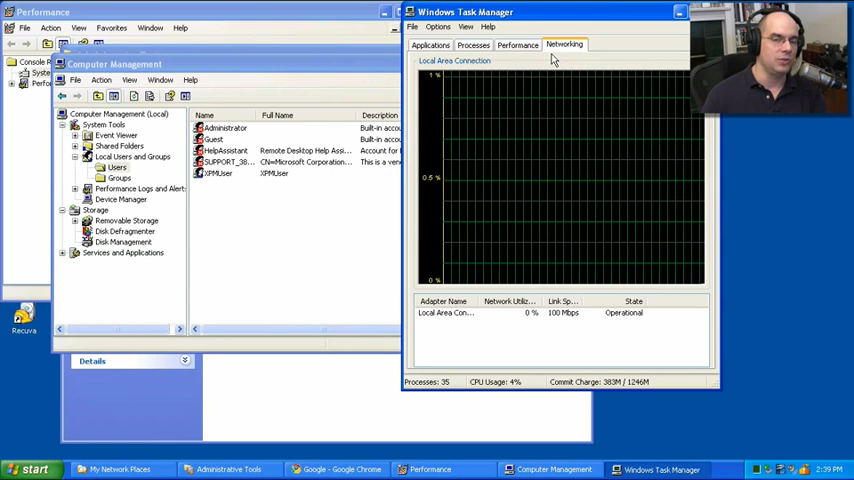 Performance
File Action View Favorites Window
Console R
Syste
Perfo
Computer Management
File Action View Window Help
Computer Management (Local)
System Tools
Event Viewer
Shared Folders
Local Users and Groups
Users
Groups
Performance Logs and Alert:
Device Manager
Storage
Removable Storage
Disk Defragmenter
Disk Management
Services and Applications
Name Full Name Description
Administrator Built-in accou
Guest Built-in accou
HelpAssistant Remote Desktop Help Assi... Account for
SUPPORT_38... CN=Microsoft Corporation... This is a venc
XPMUser XPMUser
Details
Recuva
Windows Task Manager
File Options View Help
Applications Processes Performance Networking
Local Area Connection
1 %
0.5 %
0 %
Adapter Name Network Utiliz... Link Sp... State
Local Area Con... 0 % 100 Mbps Operational
Processes: 35 CPU Usage: 4% Commit Charge: 383M / 1246M
start My Network Places Administrative Tools Google - Google Chrome Performance Computer Management Windows Task Manager 2:39 PM